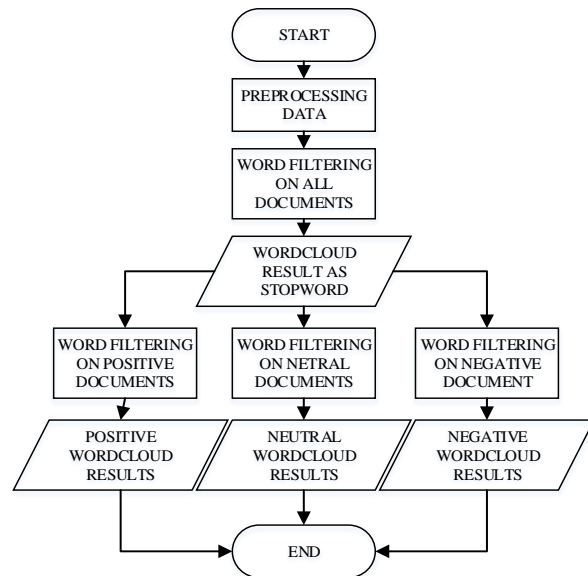 START
PREPROCESSING
DATA
WORD FILTERING
ON ALL
DOCUMENTS
WORDCLOUD
RESULT AS
STOPWORD
WORD FILTERING
ON POSITIVE
DOCUMENTS
WORD FILTERING
ON NETRAL
DOCUMENTS
WORD FILTERING
ON NEGATIVE
DOCUMENT
POSITIVE
WORDCLOUD
RESULTS
NEUTRAL
WORDCLOUD
RESULTS
NEGATIVE
WORDCLOUD
RESULTS
END